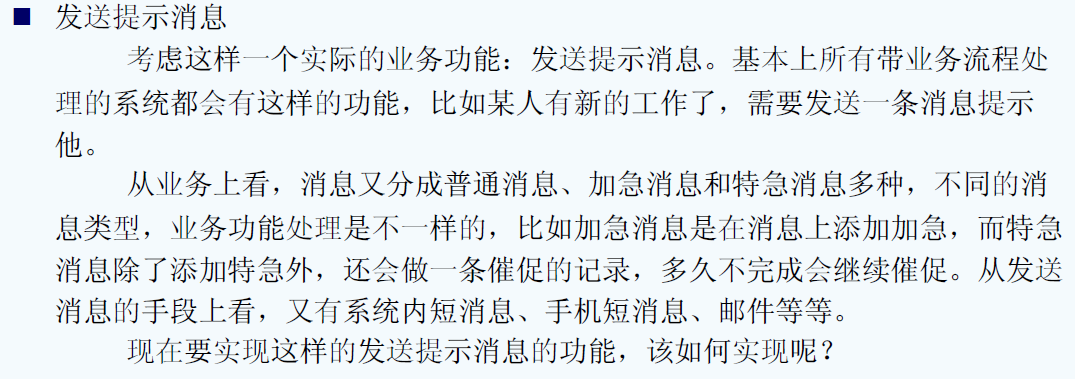 ■ 发送提示消息
考虑这样一个实际的业务功能：发送提示消息。基本上所有带业务流程处
理的系统都会有这样的功能，比如某人有新的工作了，需要发送一条消息提示
他。
从业务上看，消息又分成普通消息、加急消息和特急消息多种，不同的消
息类型，业务功能处理是不一样的，比如加急消息是在消息上添加加急，而特急
消息除了添加特急外，还会做一条催促的记录，多久不完成会继续催促。从发送
消息的手段上看，又有系统内短消息、手机短消息、邮件等等。
现在要实现这样的发送提示消息的功能，该如何实现呢？